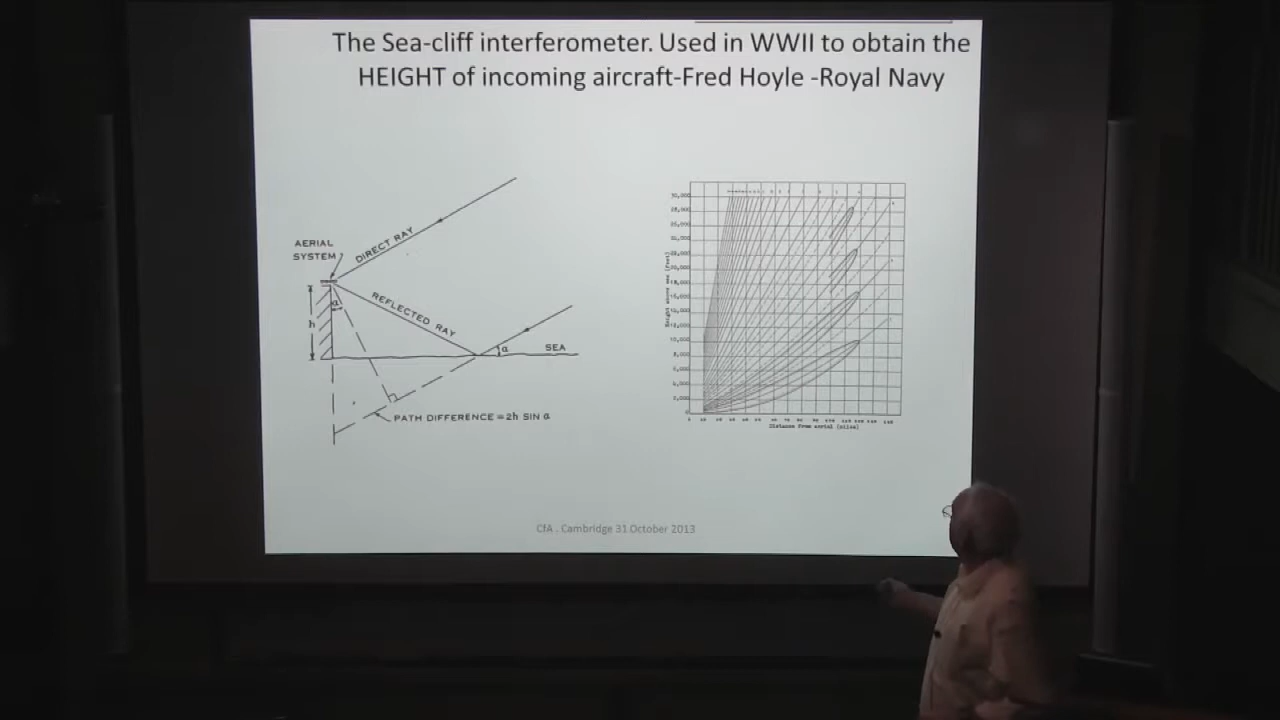 The Sea-cliff interferometer. Used in WWII to obtain the
HEIGHT of incoming aircraft-Fred Hoyle -Royal Navy
AERIAL
SYSTEM
DIRECT RAY
REFLECTED RAY
h
α
α
SEA
PATH DIFFERENCE = 2h SIN α
Height above sea (feet)
Distance from aerial (miles)
CfA . Cambridge 31 October 2013